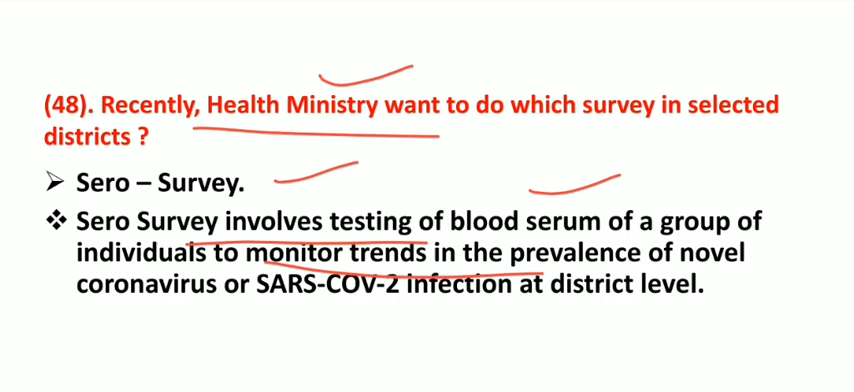 (48). Recently, Health Ministry want to do which survey in selected
districts ?
➢ Sero – Survey.
❖ Sero Survey involves testing of blood serum of a group of
individuals to monitor trends in the prevalence of novel
coronavirus or SARS-COV-2 infection at district level.